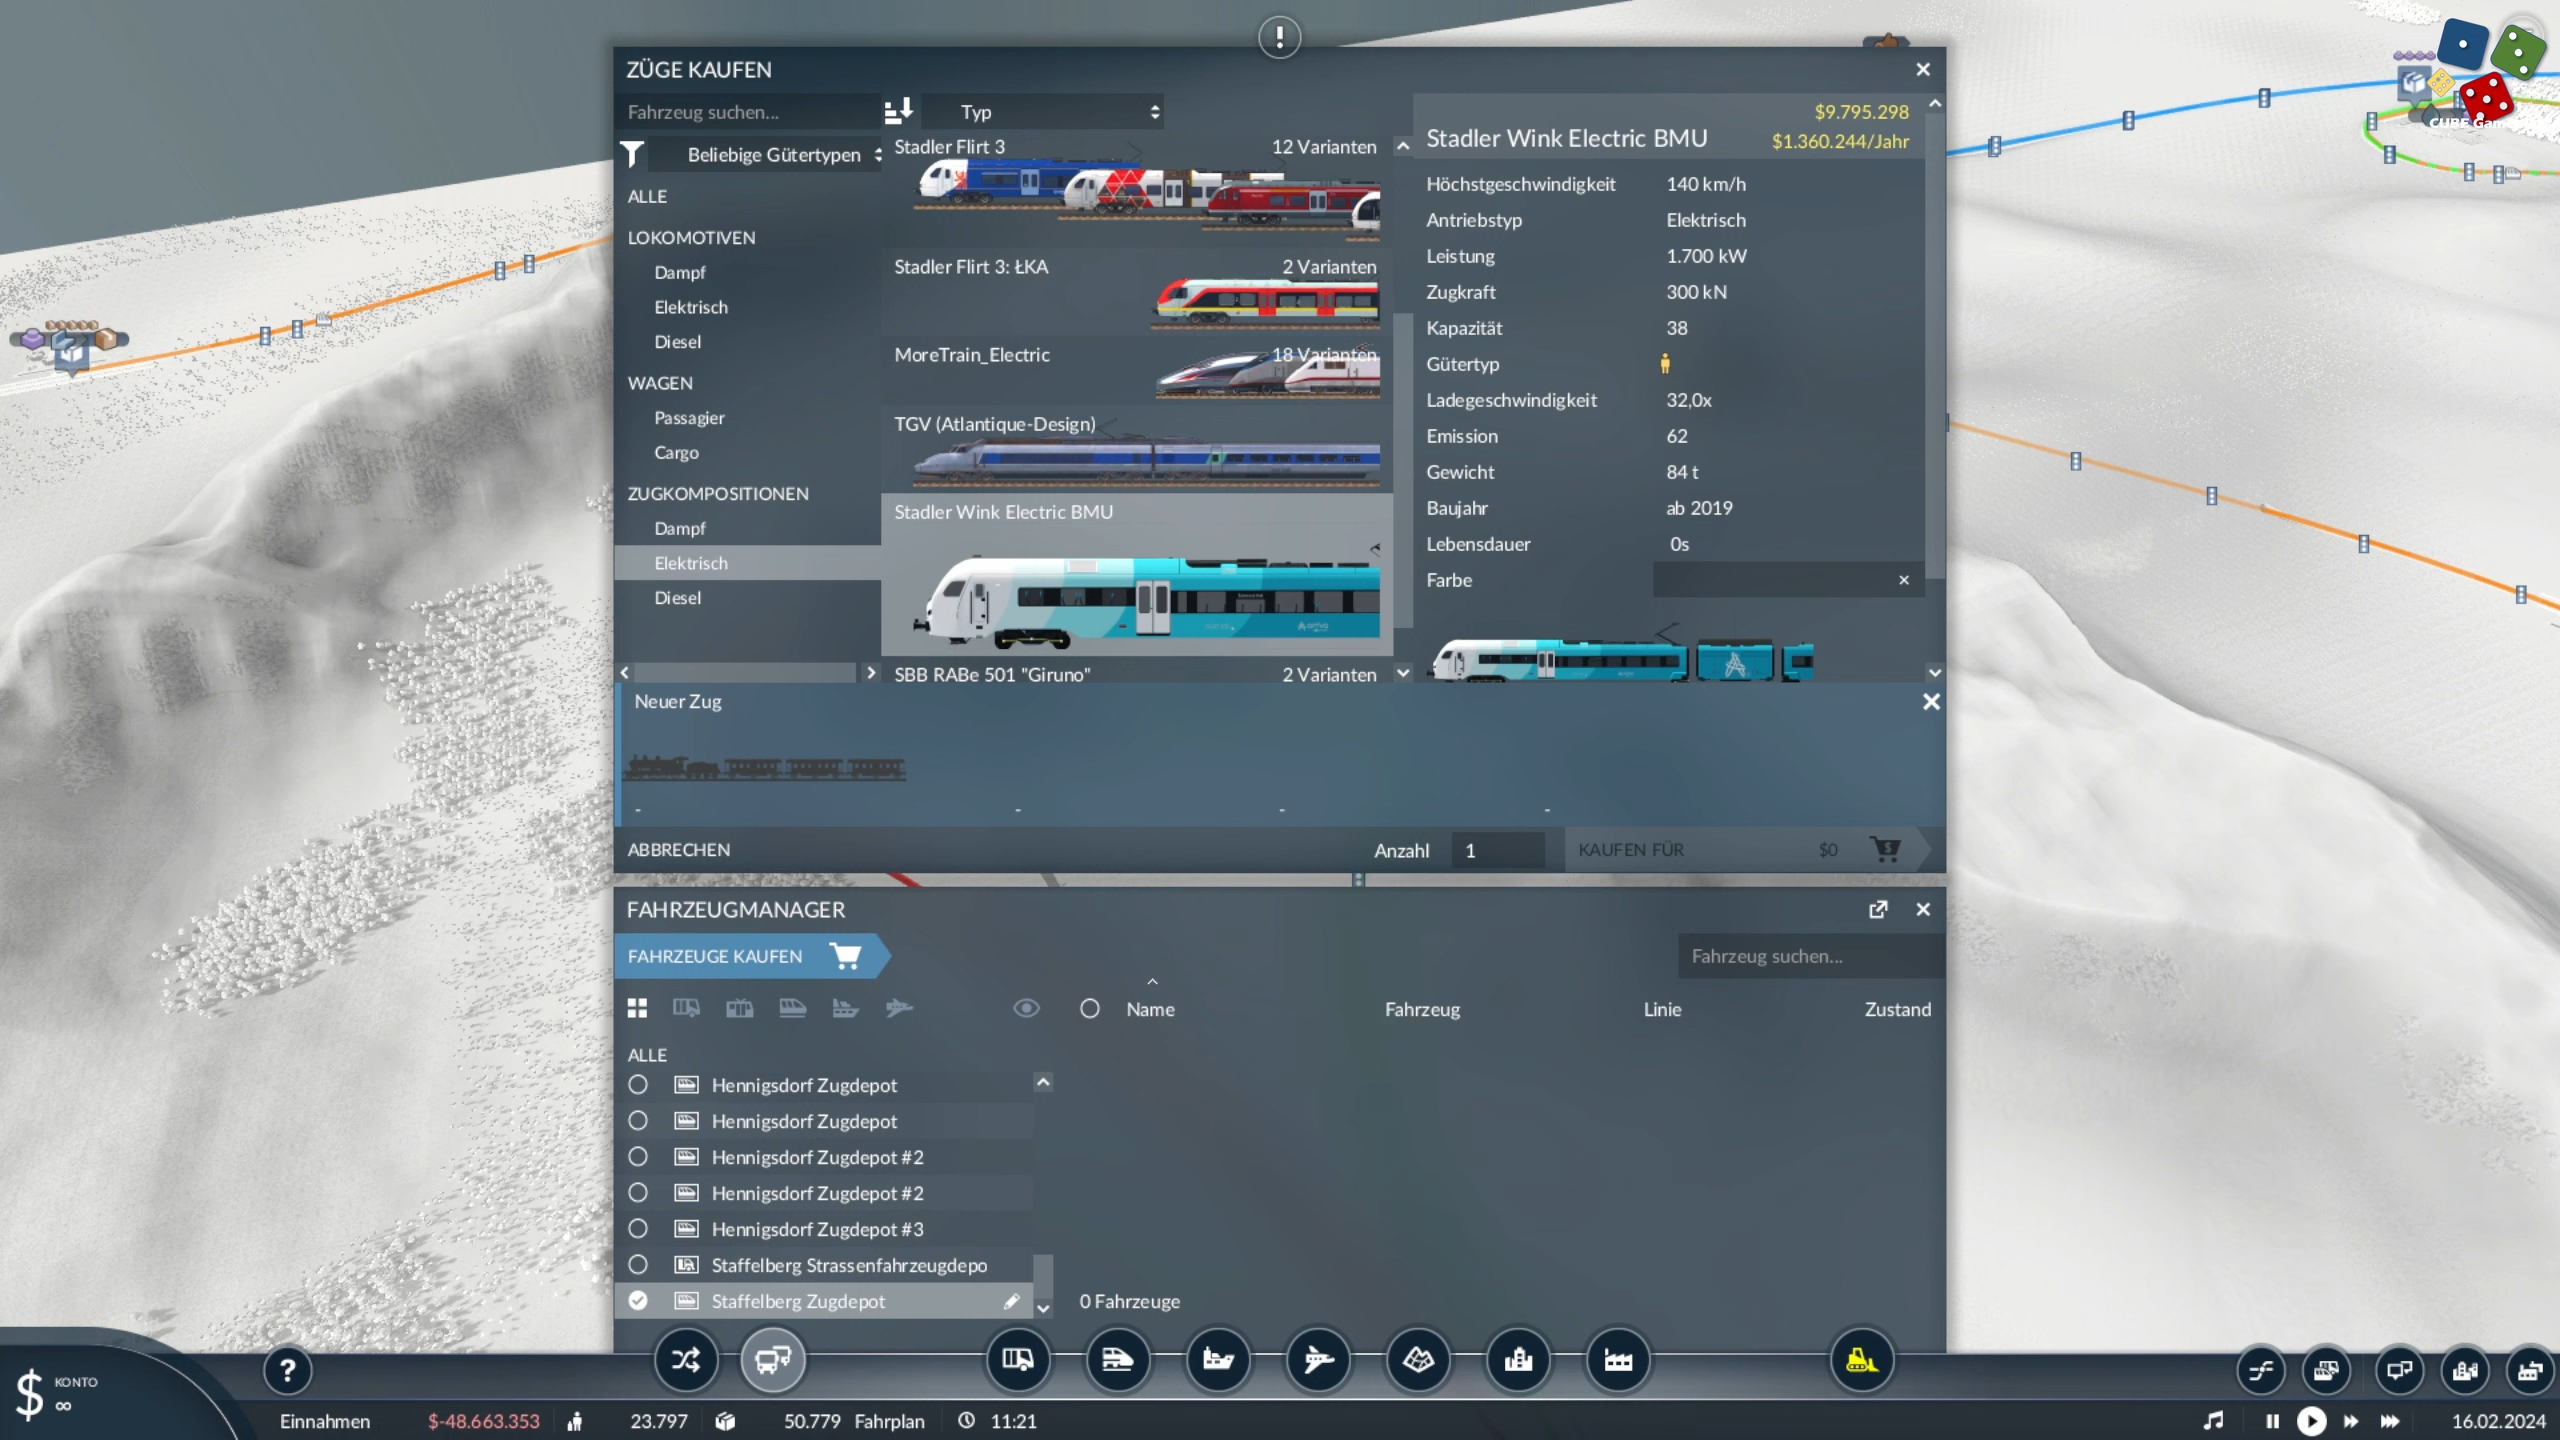 ZÜGE KAUFEN
Fahrzeug suchen...
Typ
Beliebige Gütertypen
ALLE
LOKOMOTIVEN
Dampf
Elektrisch
Diesel
WAGEN
Passagier
Cargo
ZUGKOMPOSITIONEN
Dampf
Elektrisch
Diesel
Stadler Flirt 3 12 Varianten
Stadler Flirt 3: ŁKA 2 Varianten
MoreTrain_Electric 18 Varianten
TGV (Atlantique-Design)
Stadler Wink Electric BMU
SBB RABe 501 "Giruno" 2 Varianten
$9.795.298
Stadler Wink Electric BMU $1.360.244/Jahr
Höchstgeschwindigkeit 140 km/h
Antriebstyp Elektrisch
Leistung 1.700 kW
Zugkraft 300 kN
Kapazität 38
Gütertyp
Ladegeschwindigkeit 32,0x
Emission 62
Gewicht 84 t
Baujahr ab 2019
Lebensdauer 0s
Farbe
Neuer Zug
- - - -
ABBRECHEN Anzahl 1 KAUFEN FÜR $0
FAHRZEUGMANAGER
FAHRZEUGE KAUFEN Fahrzeug suchen...
Name Fahrzeug Linie Zustand
ALLE
Hennigsdorf Zugdepot
Hennigsdorf Zugdepot
Hennigsdorf Zugdepot #2
Hennigsdorf Zugdepot #2
Hennigsdorf Zugdepot #3
Staffelberg Strassenfahrzeugdepo
Staffelberg Zugdepot 0 Fahrzeuge
KONTO
∞
Einnahmen $-48.663.353 23.797 50.779 Fahrplan 11:21 16.02.2024
CUBE